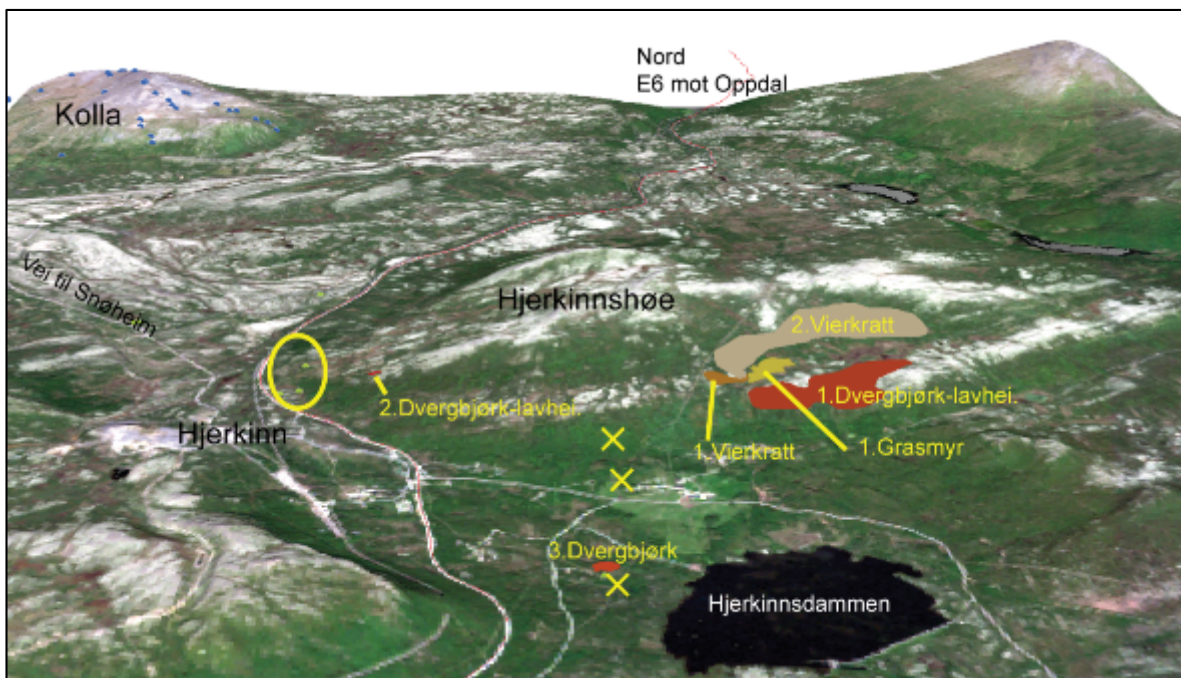 Nord
E6 mot Oppdal
Kolla
Vei til Snøheim
Hjerkinnshøe
2.Vierkratt
2.Dvergbjørk-lavhei.
1.Dvergbjørk-lavhei.
Hjerkinn
1.Vierkratt
1.Grasmyr
3.Dvergbjørk
Hjerkinnsdammen